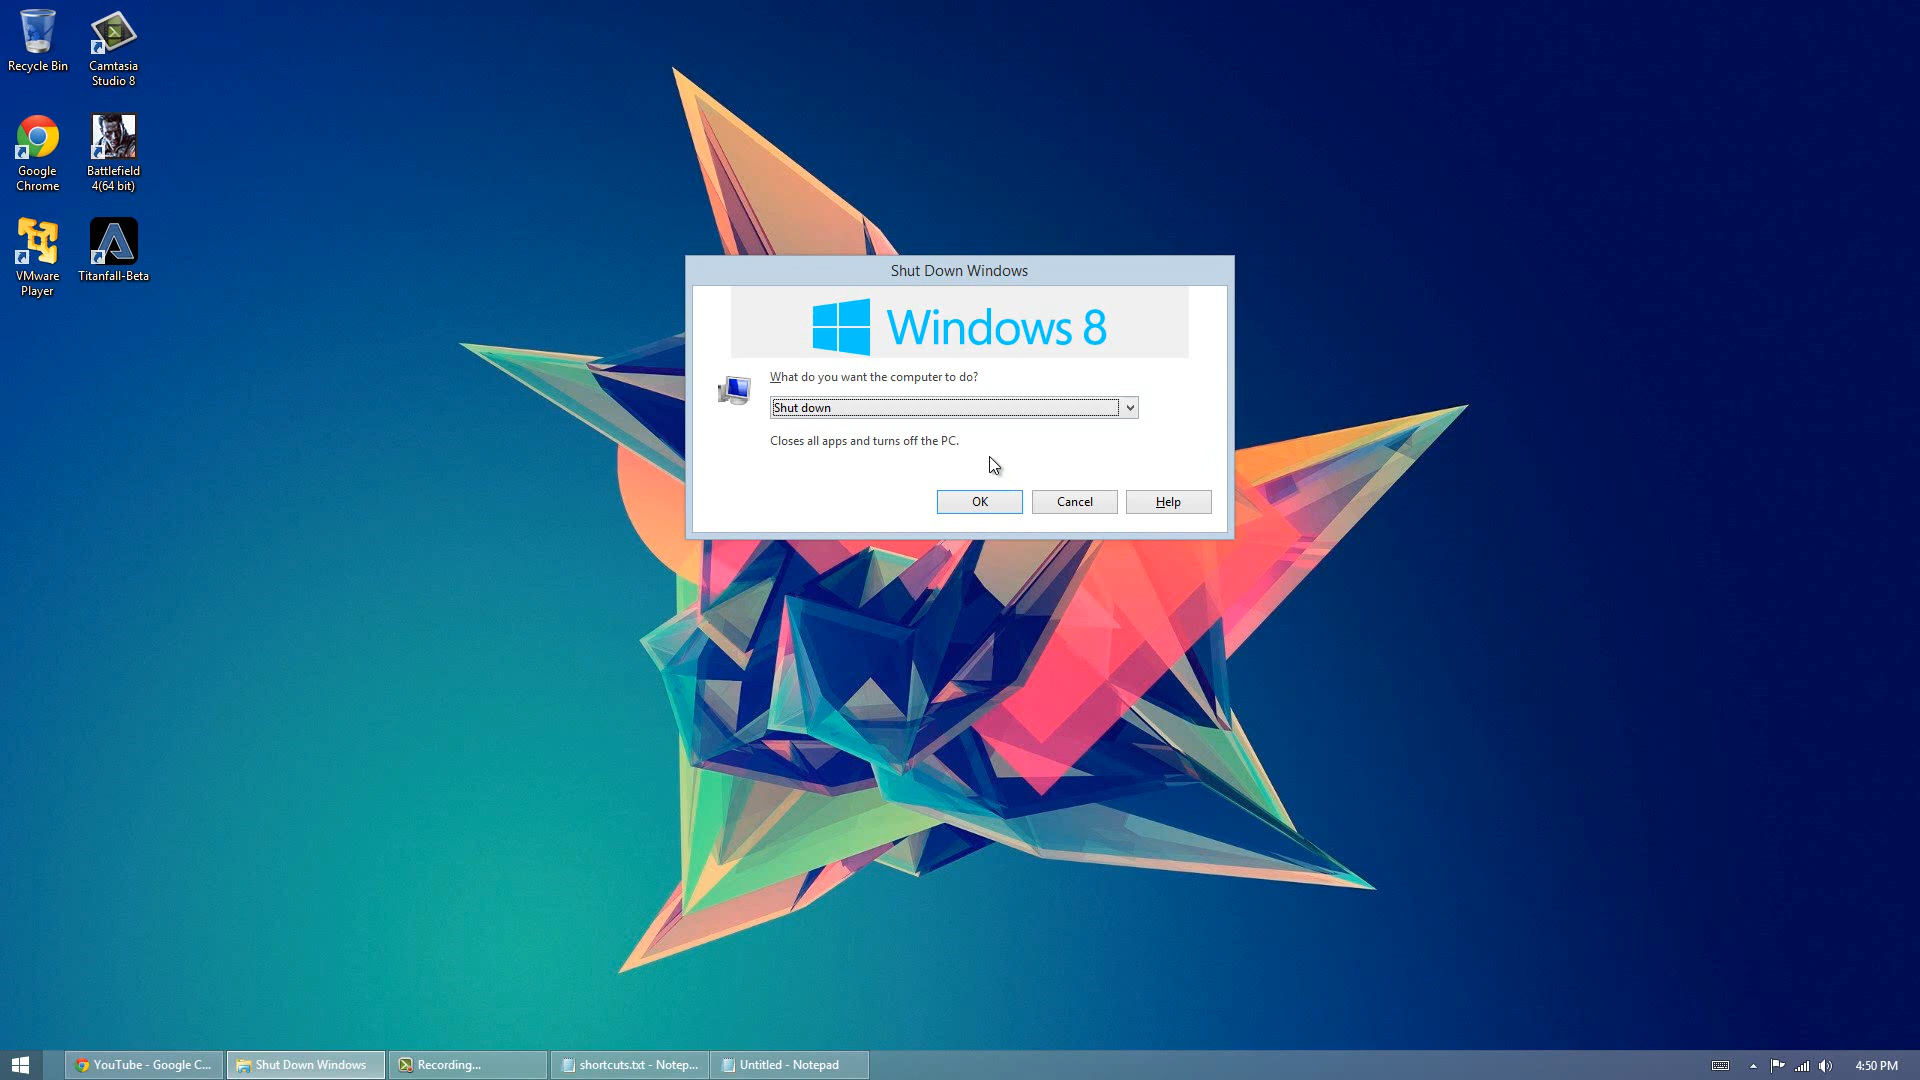 Recycle Bin
Camtasia
Studio 8
Google
Chrome
Battlefield
4(64 bit)
VMware
Player
Titanfall-Beta
Shut Down Windows
Windows 8
What do you want the computer to do?
Shut down
Closes all apps and turns off the PC.
OK
Cancel
Help
YouTube - Google C...
Shut Down Windows
Recording...
shortcuts.txt - Notep...
Untitled - Notepad
4:50 PM